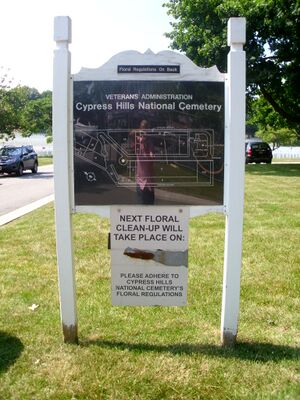 Floral Regulations On Back
VETERAN'S ADMINISTRATION
Cypress Hills National Cemetery
NEXT FLORAL
CLEAN-UP WILL
TAKE PLACE ON:
PLEASE ADHERE TO
CYPRESS HILLS
NATIONAL CEMETERY'S
FLORAL REGULATIONS